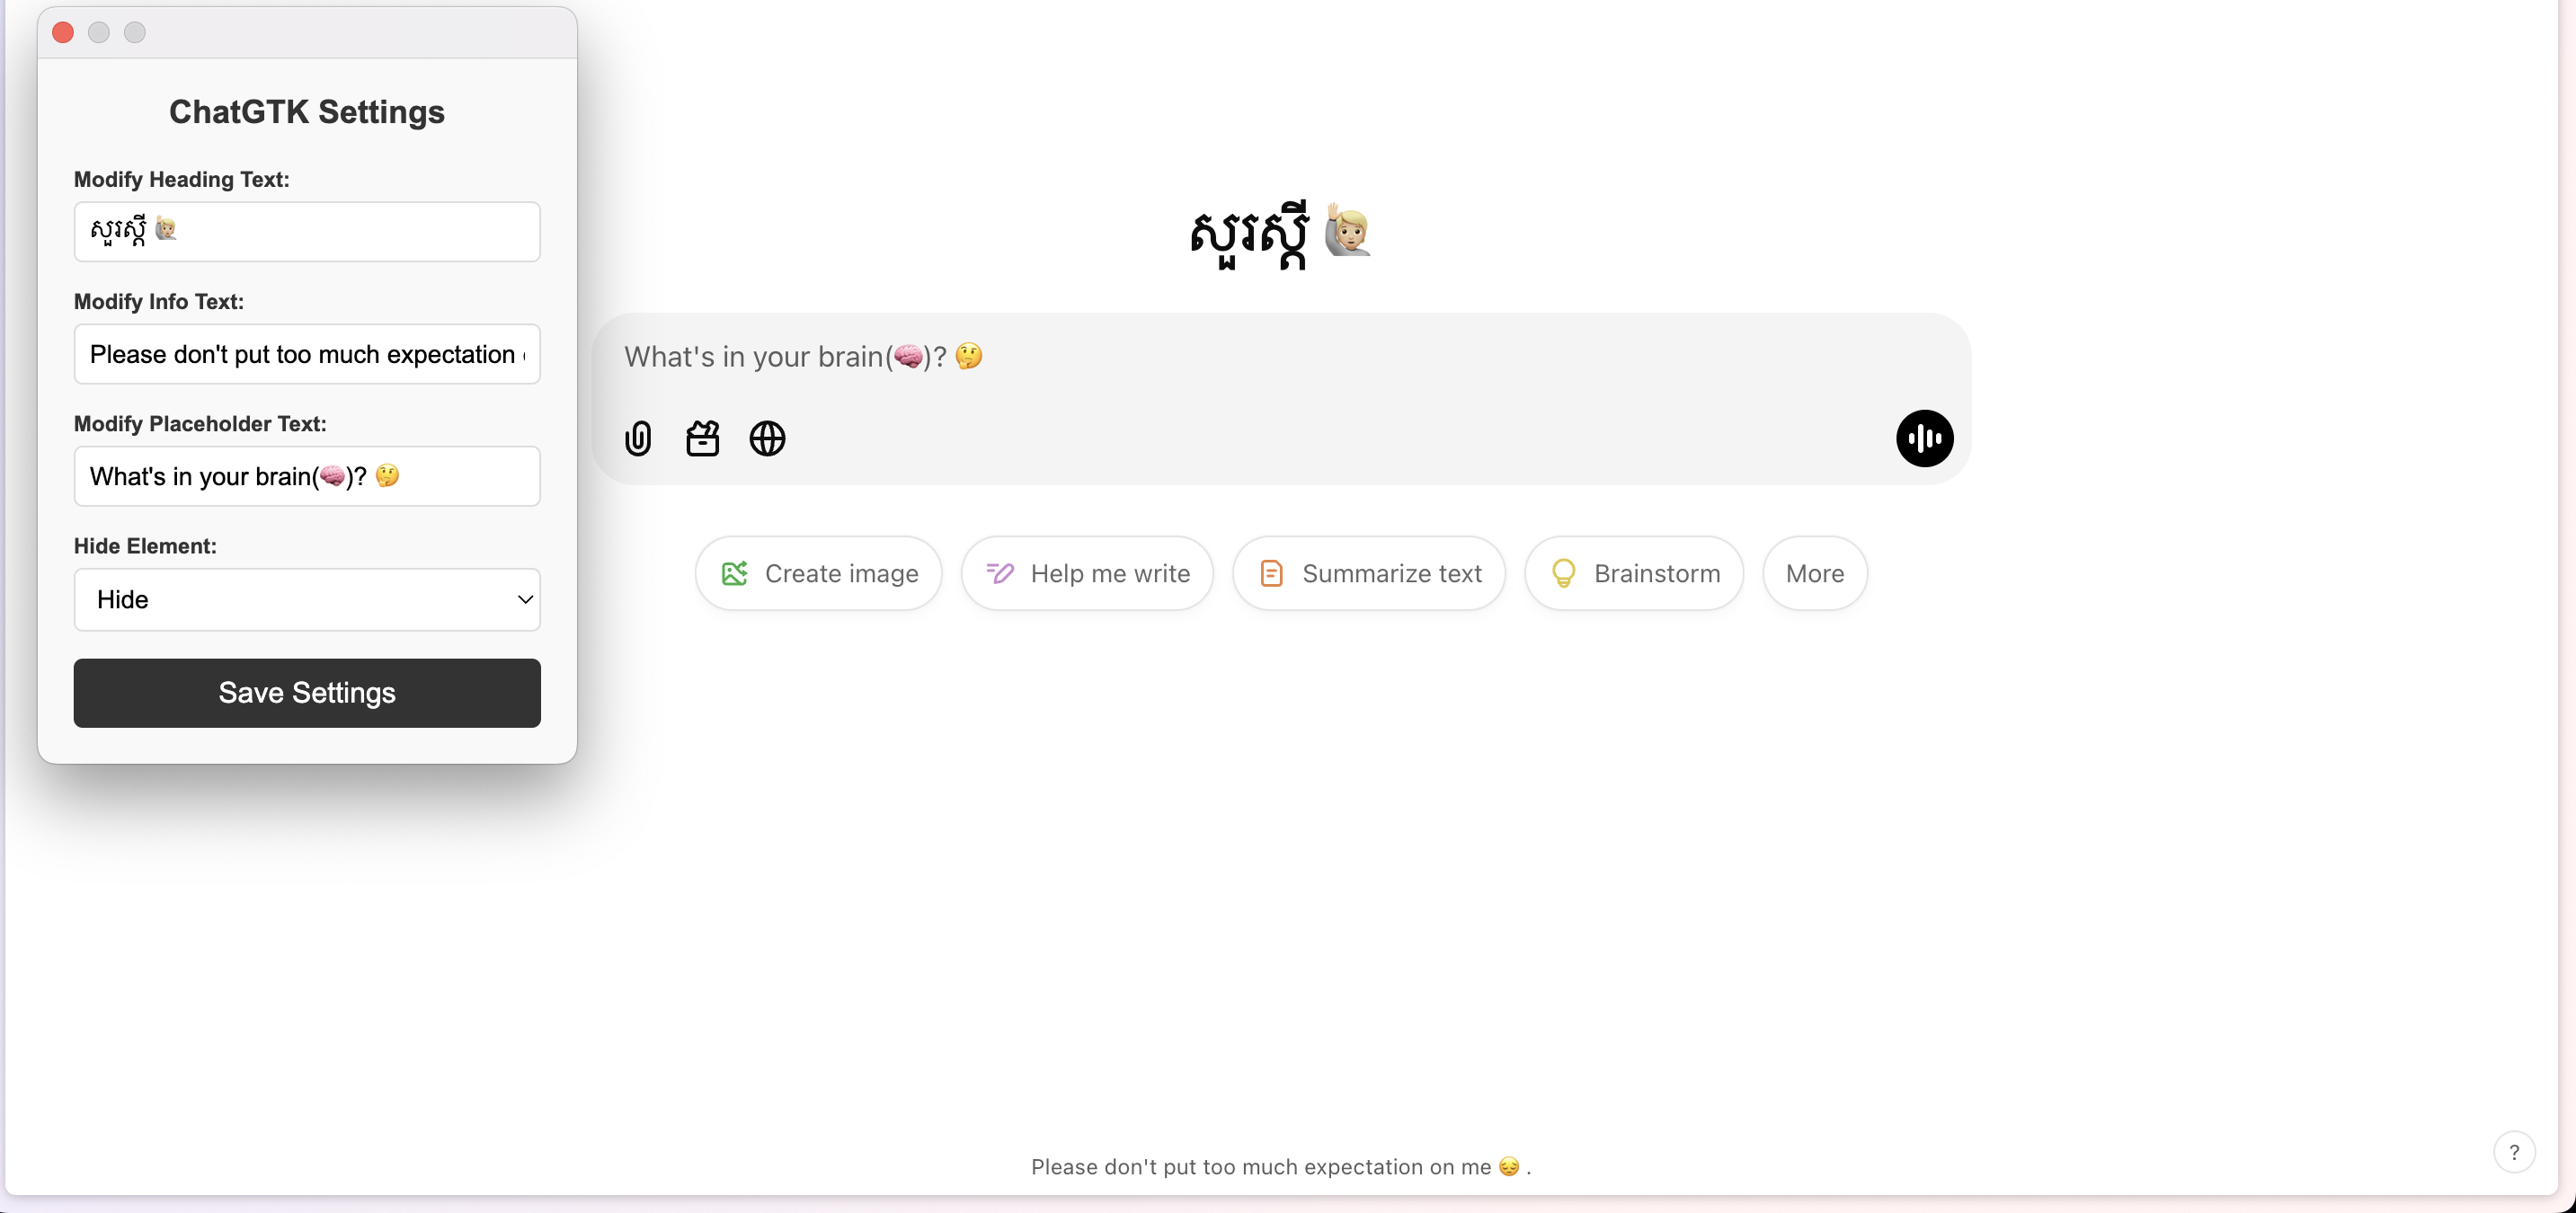 ChatGTK Settings
Modify Heading Text:
សួរស្ដី 🙋🏼
Modify Info Text:
Please don't put too much expectation
Modify Placeholder Text:
What's in your brain(🧠)? 🤔
Hide Element:
Hide
Save Settings
សួរស្ដី 🙋🏼
What's in your brain(🧠)? 🤔
Create image
Help me write
Summarize text
Brainstorm
More
Please don't put too much expectation on me 😔 .
?